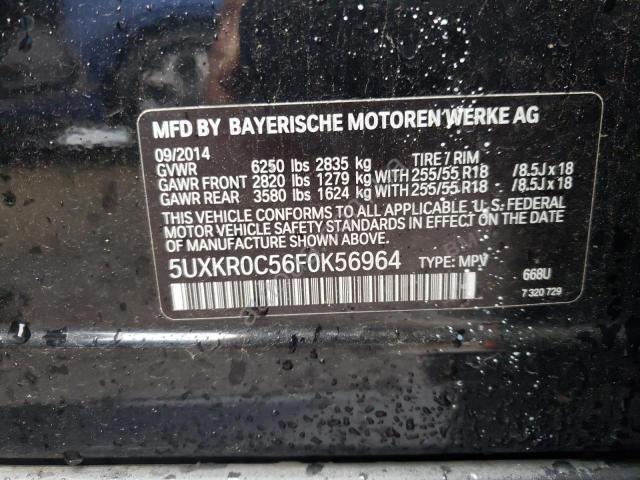 MFD BY BAYERISCHE MOTOREN WERKE AG
09/2014
GVWR 6250 lbs 2835 kg TIRE / RIM
GAWR FRONT 2820 lbs 1279 kg WITH 255/55 R18 /8.5J x 18
GAWR REAR 3580 lbs 1624 kg WITH 255/55 R18 /8.5J x 18
THIS VEHICLE CONFORMS TO ALL APPLICABLE U.S. FEDERAL
MOTOR VEHICLE SAFETY STANDARDS IN EFFECT ON THE DATE
OF MANUFACTURE SHOWN ABOVE.
5UXKR0C56F0K56964 TYPE: MPV
668U
7 320 729